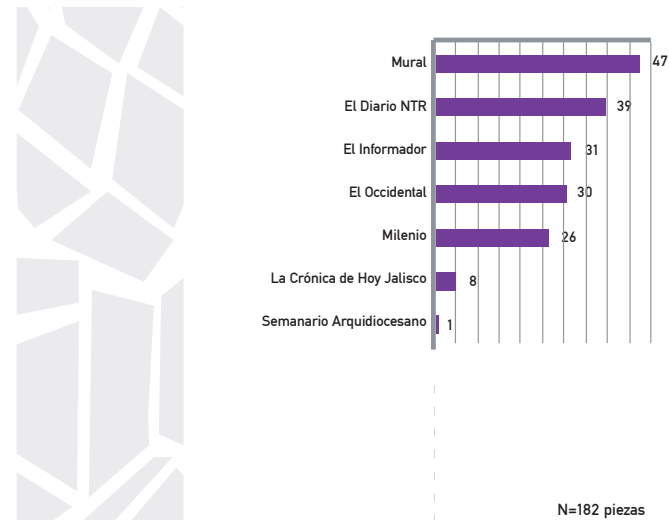 Mural 47
El Diario NTR 39
El Informador 31
El Occidental 30
Milenio 26
La Crónica de Hoy Jalisco 8
Semanario Arquidiocesano 1
N=182 piezas